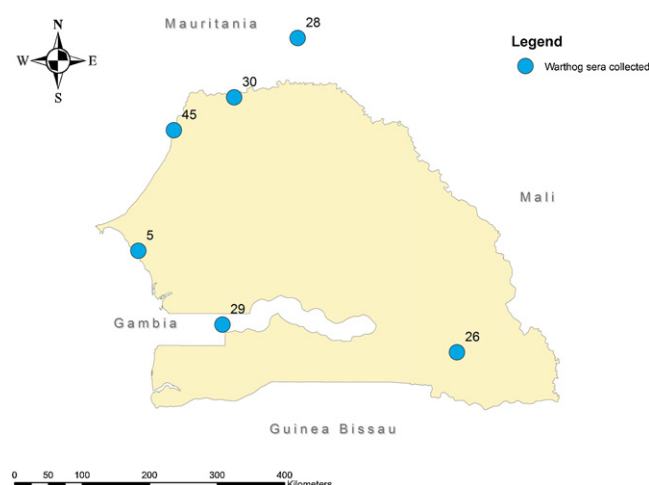 Mauritania
28
N
W E
S
Legend
Warthog sera collected
30
45
Mali
5
29
Gambia
26
Guinea Bissau
0 50 100 200 300 400
Kilometers